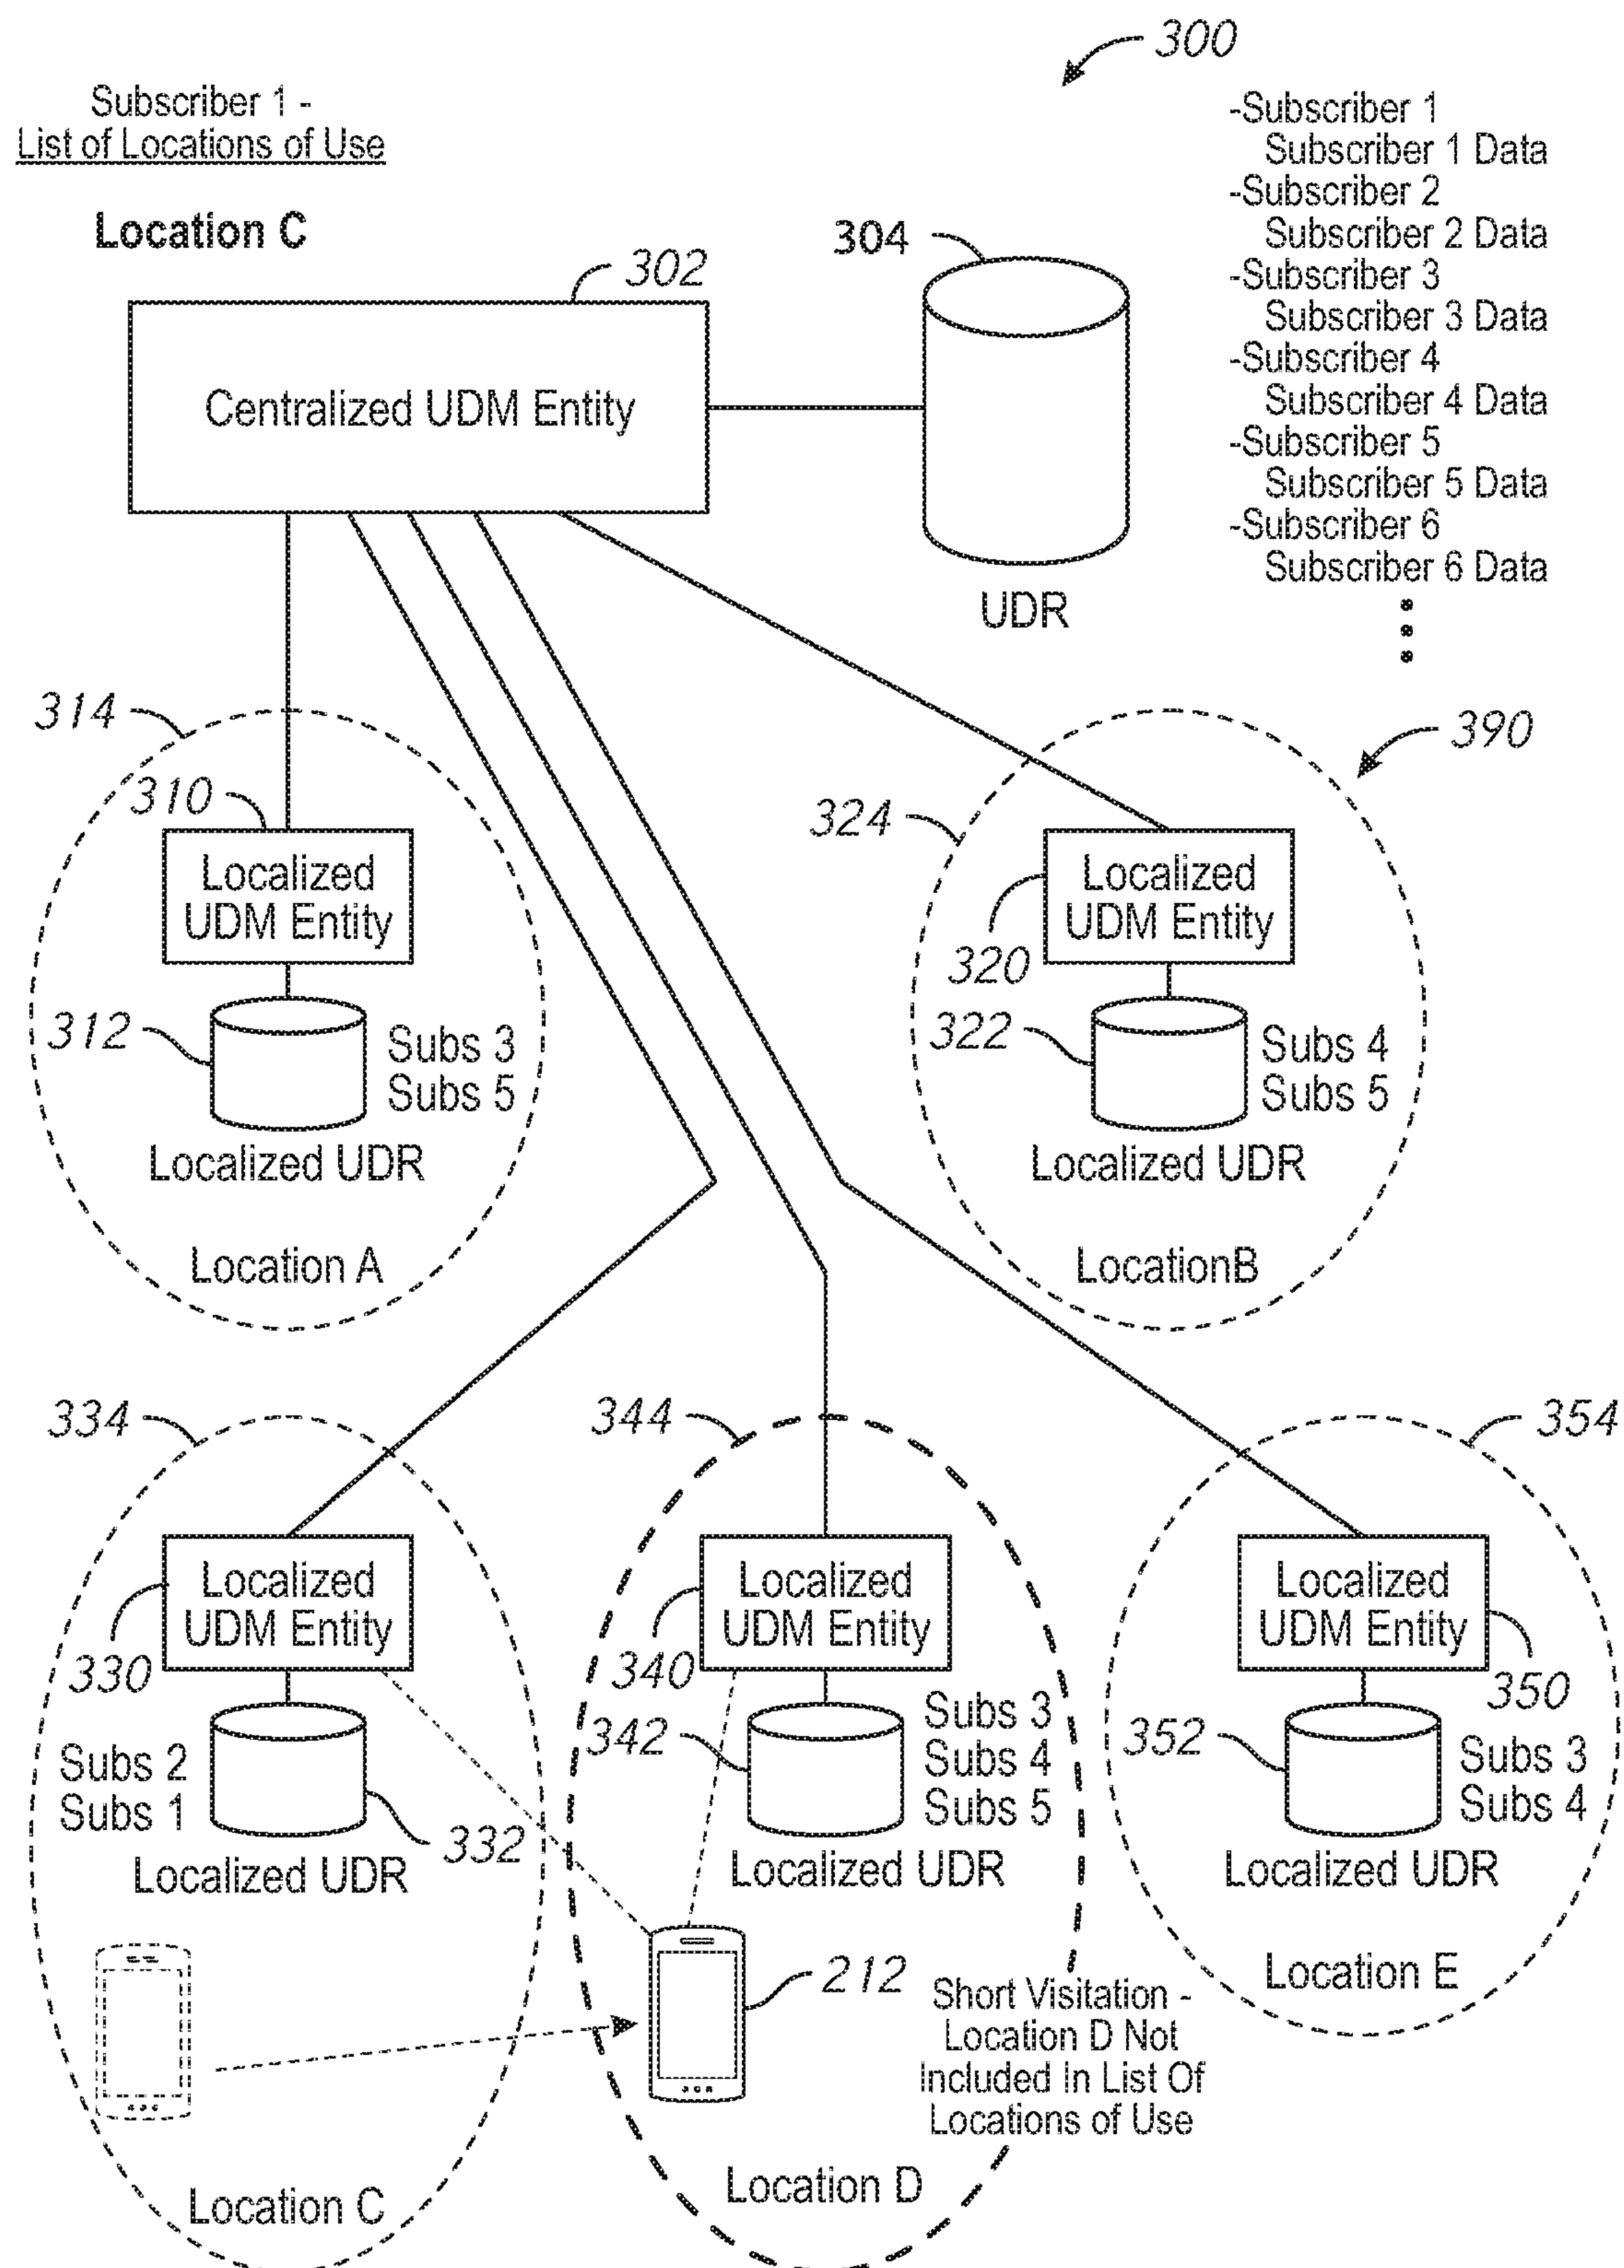 300
Subscriber 1 -
List of Locations of Use
Location C
-Subscriber 1
Subscriber 1 Data
-Subscriber 2
Subscriber 2 Data
-Subscriber 3
Subscriber 3 Data
-Subscriber 4
Subscriber 4 Data
-Subscriber 5
Subscriber 5 Data
-Subscriber 6
Subscriber 6 Data
302
304
Centralized UDM Entity
UDR
314
390
310
324
Localized
UDM Entity
Localized
UDM Entity
320
312
Subs 3
Subs 5
322
Subs 4
Subs 5
Localized UDR
Localized UDR
Location A
LocationB
334
344
354
Localized
UDM Entity
Localized
UDM Entity
Localized
UDM Entity
330
340
350
Subs 2
Subs 1
332
342
Subs 3
Subs 4
Subs 5
352
Subs 3
Subs 4
Localized UDR
Localized UDR
Localized UDR
212
Short Visitation -
Location D Not
Included In List Of
Locations of Use
Location E
Location C
Location D